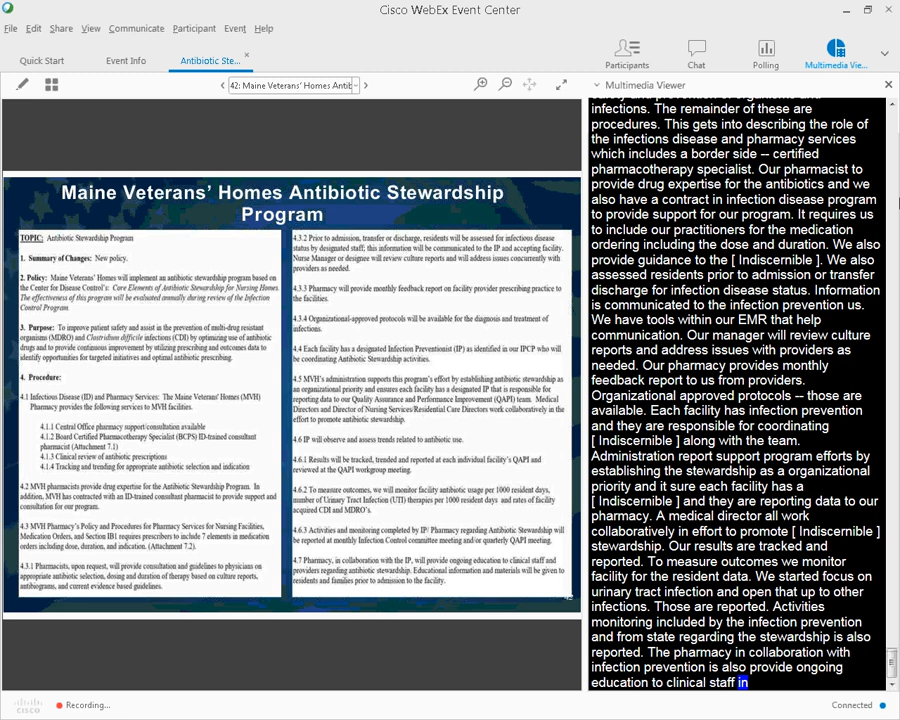 Cisco WebEx Event Center
File Edit Share View Communicate Participant Event Help
Quick Start
Event Info
Antibiotic Ste...
Participants
Chat
Polling
Multimedia Vie...
42: Maine Veterans' Homes Antib
Multimedia Viewer
Maine Veterans' Homes Antibiotic Stewardship
Program
TOPIC: Antibiotic Stewardship Program
1. Summary of Changes: New policy.
2. Policy: Maine Veterans' Homes will implement an antibiotic stewardship program based on
the Center for Disease Control's: Core Elements of Antibiotic Stewardship for Nursing Homes.
The effectiveness of this program will be evaluated annually during review of the Infection
Control Program.
3. Purpose: To improve patient safety and assist in the prevention of multi-drug resistant
organisms (MDRO) and Clostridium difficile infections (CDI) by optimizing use of antibiotic
drugs and to provide continuous improvement by utilizing prescribing and outcomes data to
identify opportunities for targeted initiatives and optimal antibiotic prescribing.
4. Procedure:
4.1 Infectious Disease (ID) and Pharmacy Services: The Maine Veterans' Homes (MVH)
Pharmacy provides the following services to MVH facilities.
4.1.1 Central Office pharmacy support/consultation available
4.1.2 Board Certified Pharmacotherapy Specialist (BCPS) ID-trained consultant
pharmacist (Attachment 7.1)
4.1.3 Clinical review of antibiotic prescriptions
4.1.4 Tracking and trending for appropriate antibiotic selection and indication
4.2 MVH pharmacists provide drug expertise for the Antibiotic Stewardship Program. In
addition, MVH has contracted with an ID-trained consultant pharmacist to provide support and
consultation for our program.
4.3 MVH Pharmacy's Policy and Procedures for Pharmacy Services for Nursing Facilities,
Medication Orders, and Section IB1 requires prescribers to include 7 elements in medication
orders including dose, duration, and indication. (Attachment 7.2).
4.3.1 Pharmacists, upon request, will provide consultation and guidelines to physicians on
appropriate antibiotic selection, dosing and duration of therapy based on culture reports,
antibiograms, and current evidence based guidelines.
4.3.2 Prior to admission, transfer or discharge, residents will be assessed for infectious disease
status by designated staff; this information will be communicated to the IP and accepting facility.
Nurse Manager or designee will review culture reports and will address issues concurrently with
providers as needed.
4.3.3 Pharmacy will provide monthly feedback report on facility provider prescribing practice to
the facilities.
4.3.4 Organizational-approved protocols will be available for the diagnosis and treatment of
infections.
4.4 Each facility has a designated Infection Preventionist (IP) as identified in our IPCP who will
be coordinating Antibiotic Stewardship activities.
4.5 MVH's administration supports this program's effort by establishing antibiotic stewardship as
an organizational priority and ensures each facility has a designated IP that is responsible for
reporting data to our Quality Assurance and Performance Improvement (QAPI) team. Medical
Directors and Director of Nursing Services/Residential Care Directors work collaboratively in the
effort to promote antibiotic stewardship.
4.6 IP will observe and assess trends related to antibiotic use.
4.6.1 Results will be tracked, trended and reported at each individual facility's QAPI and
reviewed at the QAPI workgroup meeting.
4.6.2 To measure outcomes, we will monitor facility antibiotic usage per 1000 resident days,
number of Urinary Tract Infection (UTI) therapies per 1000 resident days and rates of facility
acquired CDI and MDRO's.
4.6.3 Activities and monitoring completed by IP/ Pharmacy regarding Antibiotic Stewardship will
be reported at monthly Infection Control committee meeting and/or quarterly QAPI meeting.
4.7 Pharmacy, in collaboration with the IP, will provide ongoing education to clinical staff and
providers regarding antibiotic stewardship. Educational information and materials will be given to
residents and families prior to admission to the facility.
42
infections. The remainder of these are
procedures. This gets into describing the role of
the infections disease and pharmacy services
which includes a border side -- certified
pharmacotherapy specialist. Our pharmacist to
provide drug expertise for the antibiotics and we
also have a contract in infection disease program
to provide support for our program. It requires us
to include our practitioners for the medication
ordering including the dose and duration. We also
provide guidance to the [ Indiscernible ]. We also
assessed residents prior to admission or transfer
discharge for infection disease status. Information
is communicated to the infection prevention us.
We have tools within our EMR that help
communication. Our manager will review culture
reports and address issues with providers as
needed. Our pharmacy provides monthly
feedback report to us from providers.
Organizational approved protocols -- those are
available. Each facility has infection prevention
and they are responsible for coordinating
[ Indiscernible ] along with the team.
Administration report support program efforts by
establishing the stewardship as a organizational
priority and it sure each facility has a
[ Indiscernible ] and they are reporting data to our
pharmacy. A medical director all work
collaboratively in effort to promote [ Indiscernible ]
stewardship. Our results are tracked and
reported. To measure outcomes we monitor
facility for the resident data. We started focus on
urinary tract infection and open that up to other
infections. Those are reported. Activities
monitoring included by the infection prevention
and from state regarding the stewardship is also
reported. The pharmacy in collaboration with
infection prevention is also provide ongoing
education to clinical staff in
cisco
Recording...
Connected